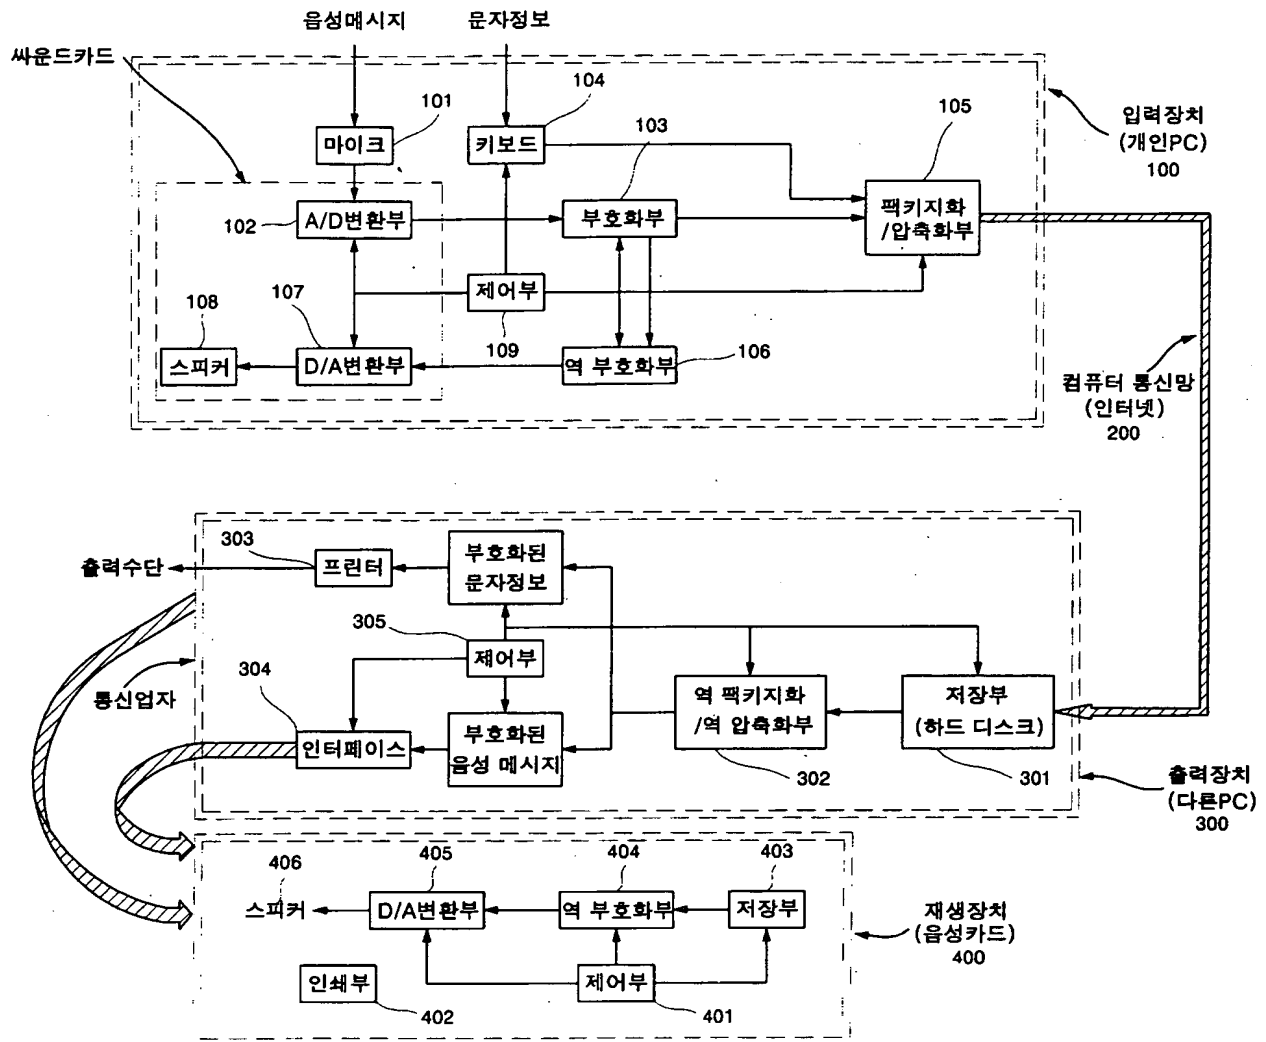 음성메시지
문자정보
싸운드카드
101
104
103
105
마이크
키보드
입력장치
(개인PC)
100
102
A/D변환부
부호화부
팩키지화
/압축화부
107
제어부
108
109
스피커
D/A변환부
역 부호화부
106
컴퓨터 통신망
(인터넷)
200
303
출력수단
프린터
부호화된
문자정보
305
304
제어부
통신업자
역 팩키지화
/역 압축화부
저장부
(하드 디스크)
인터페이스
부호화된
음성 메시지
302
301
출력장치
(다른PC)
300
406
405
404
403
스피커
D/A변환부
역 부호화부
저장부
재생장치
(음성카드)
400
인쇄부
제어부
402
401